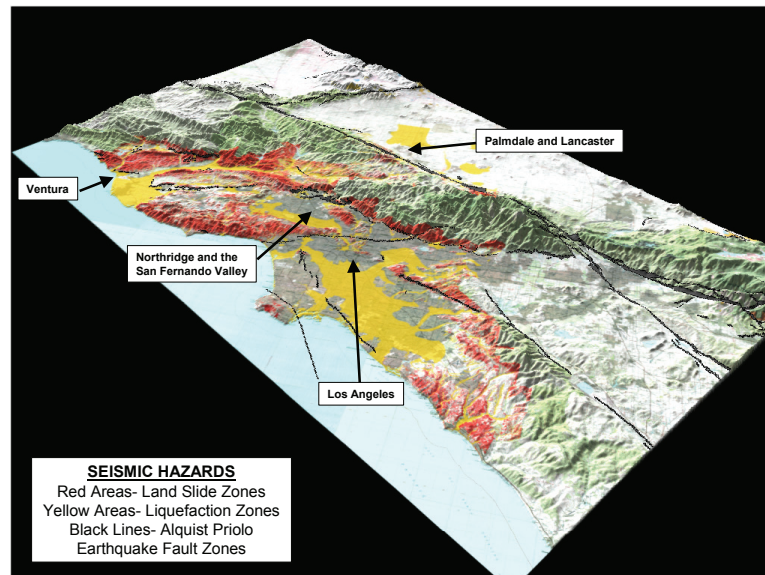 Palmdale and Lancaster
Ventura
Northridge and the
San Fernando Valley
Los Angeles
SEISMIC HAZARDS
Red Areas- Land Slide Zones
Yellow Areas- Liquefaction Zones
Black Lines- Alquist Priolo
Earthquake Fault Zones